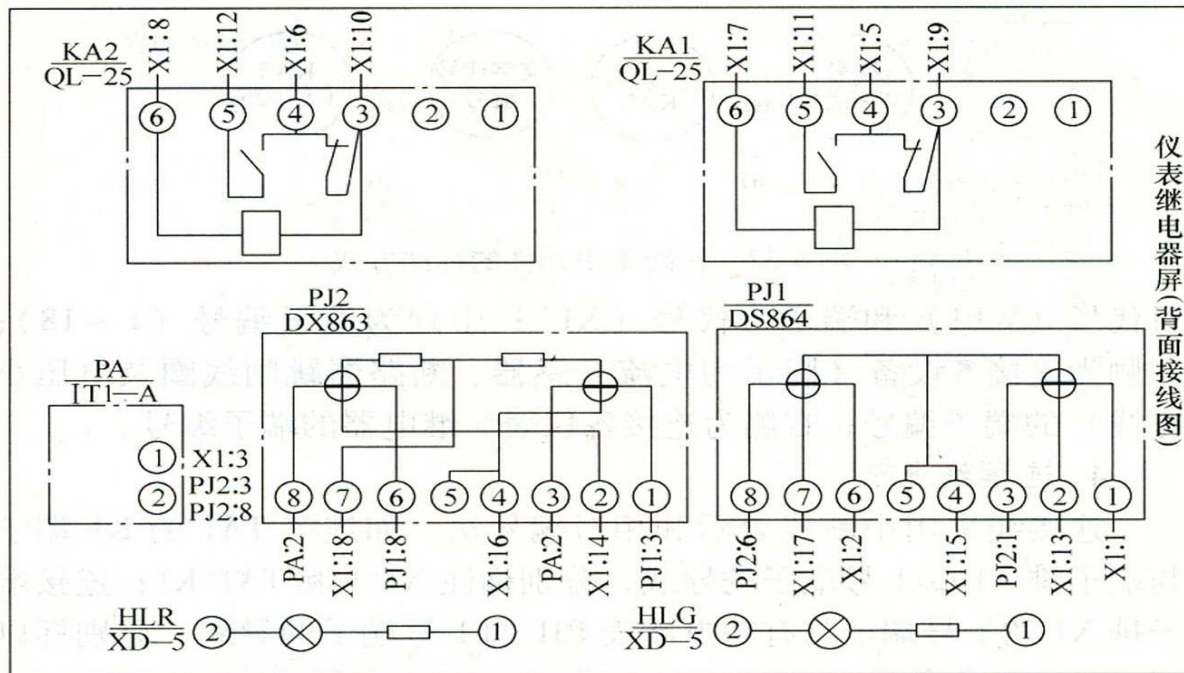 X1:8 X1:12 X1:6 X1:10
KA2
QL-25
6 5 4 3 2 1
X1:7 X1:11 X1:5 X1:9
KA1
QL-25
6 5 4 3 2 1
仪表继电器屏(背面接线图)
PJ2
DX863
8 7 6 5 4 3 2 1
PA:2 X1:18 PJ1:8 X1:16 PA:2 X1:14 PJ1:3
PJ1
DS864
8 7 6 5 4 3 2 1
PJ2:6 X1:17 X1:2 X1:15 PJ2:1 X1:13 X1:1
PA
1T1-A
1 X1:3
2 PJ2:3
PJ2:8
HLR
XD-5
2 1
HLG
XD-5
2 1